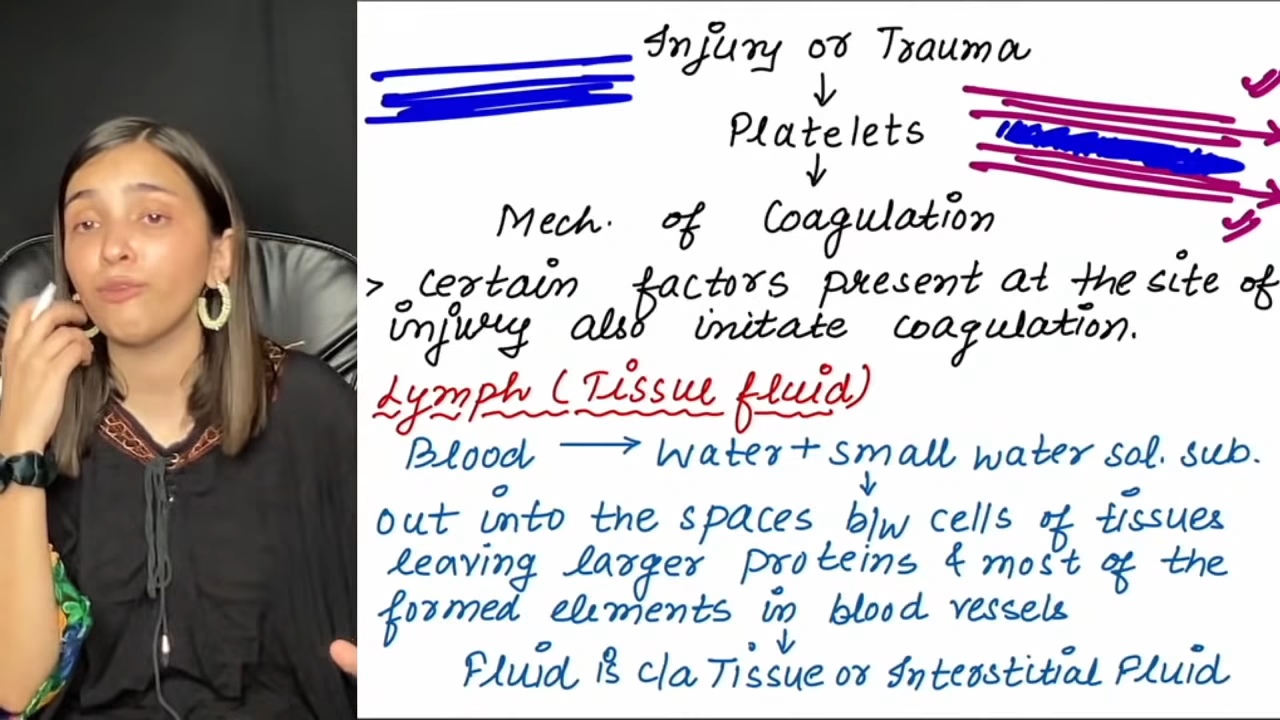 Injury or Trauma
↓
Platelets
↓
Mech. of Coagulation
> certain factors present at the site of
injury also initate coagulation.
Lymph (Tissue fluid)
Blood → Water + small water sol. sub.
↓
out into the spaces b/w cells of tissues
leaving larger proteins & most of the
formed elements in blood vessels
↓
Fluid is c/a Tissue or Interstitial Fluid